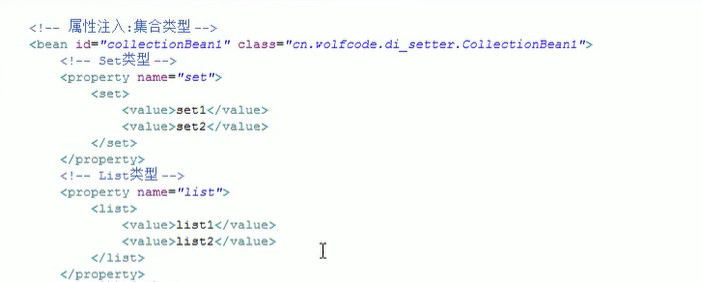 <!-- 属性注入:集合类型 -->
<bean id="collectionBean1" class="cn.wolfcode.di_setter.CollectionBean1">
<!-- Set类型 -->
<property name="set">
<set>
<value>set1</value>
<value>set2</value>
</set>
</property>
<!-- List类型 -->
<property name="list">
<list>
<value>list1</value>
<value>list2</value>
</list>
</property>